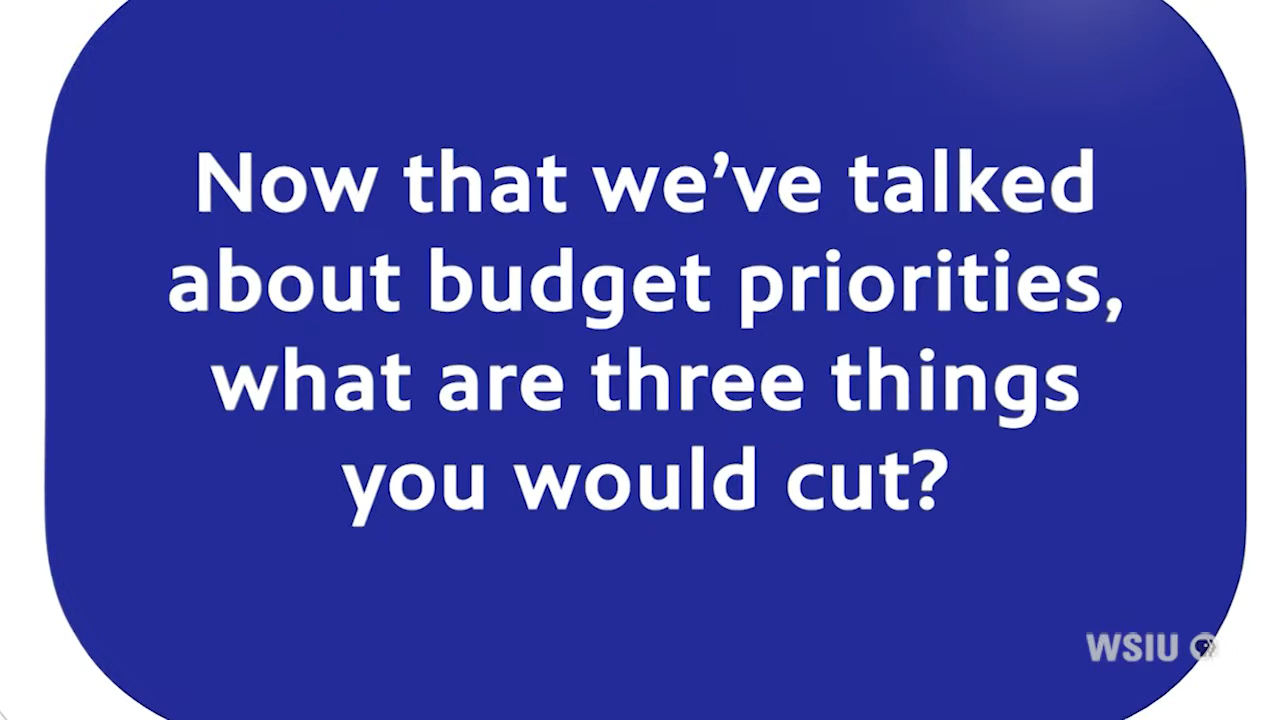 Now that we've talked
about budget priorities,
what are three things
you would cut?
WSIU